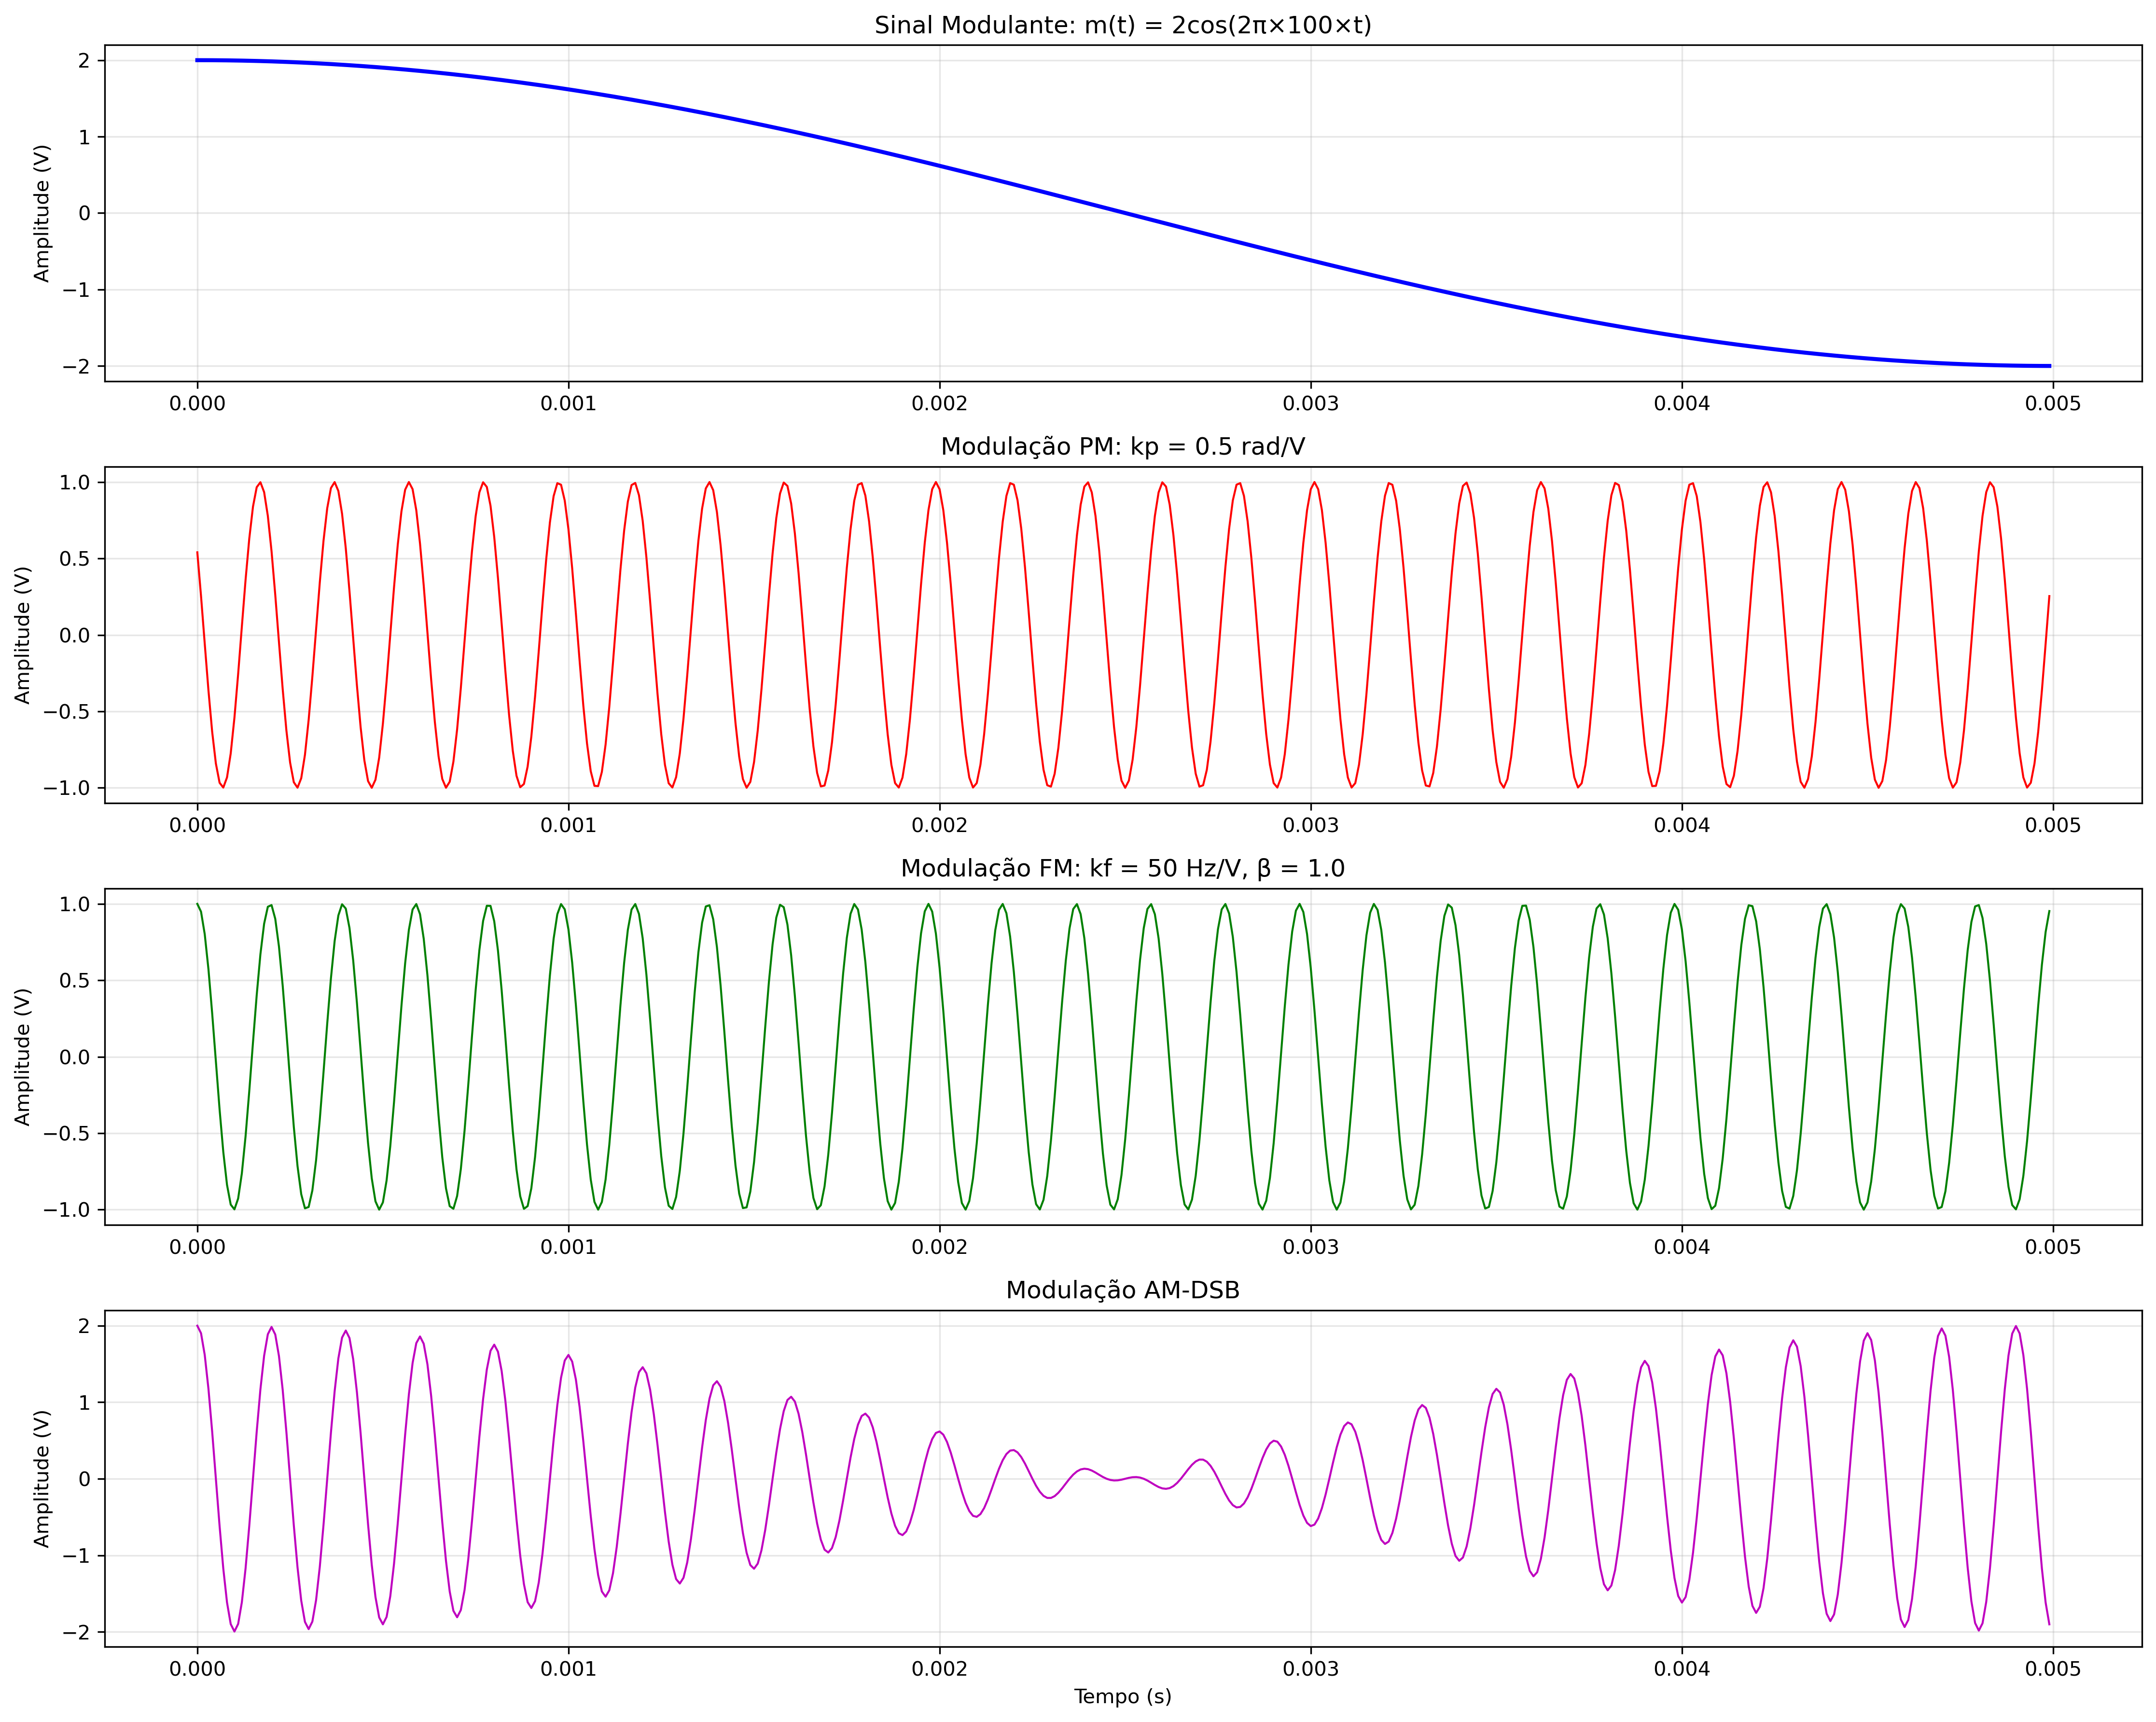 Sinal Modulante: m(t) = 2cos(2π×100×t)
Amplitude (V)
2
1
0
−1
−2
0.000 0.001 0.002 0.003 0.004 0.005
Modulação PM: kp = 0.5 rad/V
Amplitude (V)
1.0
0.5
0.0
−0.5
−1.0
0.000 0.001 0.002 0.003 0.004 0.005
Modulação FM: kf = 50 Hz/V, β = 1.0
Amplitude (V)
1.0
0.5
0.0
−0.5
−1.0
0.000 0.001 0.002 0.003 0.004 0.005
Modulação AM-DSB
Amplitude (V)
2
1
0
−1
−2
0.000 0.001 0.002 0.003 0.004 0.005
Tempo (s)